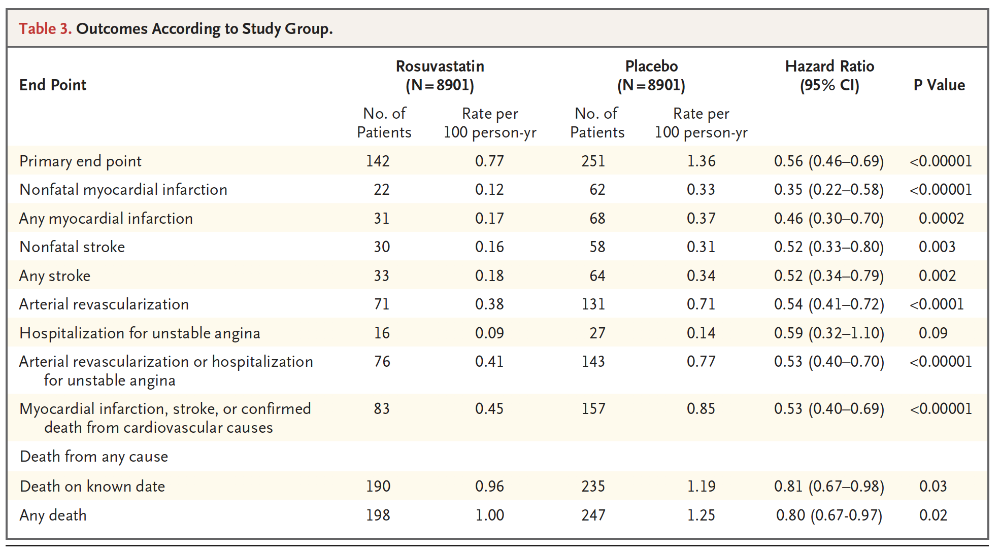 Table 3. Outcomes According to Study Group.
End Point Rosuvastatin (N=8901) Placebo (N=8901) Hazard Ratio (95% CI) P Value
No. of Patients Rate per 100 person-yr No. of Patients Rate per 100 person-yr
Primary end point 142 0.77 251 1.36 0.56 (0.46–0.69) <0.00001
Nonfatal myocardial infarction 22 0.12 62 0.33 0.35 (0.22–0.58) <0.00001
Any myocardial infarction 31 0.17 68 0.37 0.46 (0.30–0.70) 0.0002
Nonfatal stroke 30 0.16 58 0.31 0.52 (0.33–0.80) 0.003
Any stroke 33 0.18 64 0.34 0.52 (0.34–0.79) 0.002
Arterial revascularization 71 0.38 131 0.71 0.54 (0.41–0.72) <0.0001
Hospitalization for unstable angina 16 0.09 27 0.14 0.59 (0.32–1.10) 0.09
Arterial revascularization or hospitalization 76 0.41 143 0.77 0.53 (0.40–0.70) <0.00001
for unstable angina
Myocardial infarction, stroke, or confirmed 83 0.45 157 0.85 0.53 (0.40–0.69) <0.00001
death from cardiovascular causes
Death from any cause
Death on known date 190 0.96 235 1.19 0.81 (0.67–0.98) 0.03
Any death 198 1.00 247 1.25 0.80 (0.67-0.97) 0.02